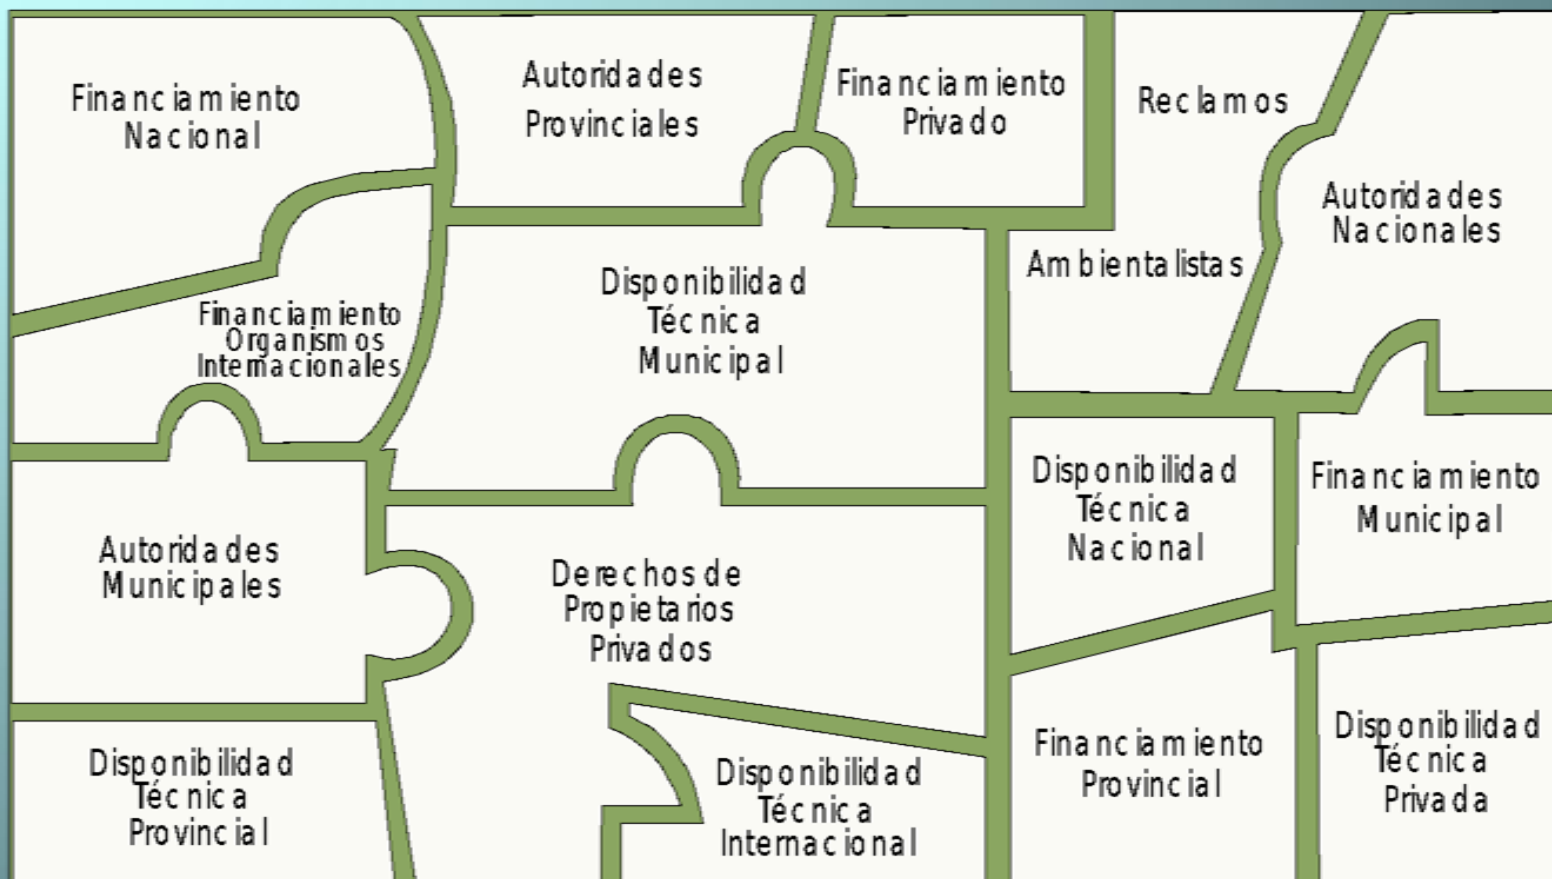 Financiamiento
Nacional
Autoridades
Provinciales
Financiamiento
Privado
Reclamos
Ambientalistas
Autoridades
Nacionales
Financiamiento
Organismos
Internacionales
Disponibilidad
Técnica
Municipal
Autoridades
Municipales
Derechos de
Propietarios
Privados
Disponibilidad
Técnica
Nacional
Financiamiento
Municipal
Disponibilidad
Técnica
Provincial
Disponibilidad
Técnica
Internacional
Financiamiento
Provincial
Disponibilidad
Técnica
Privada